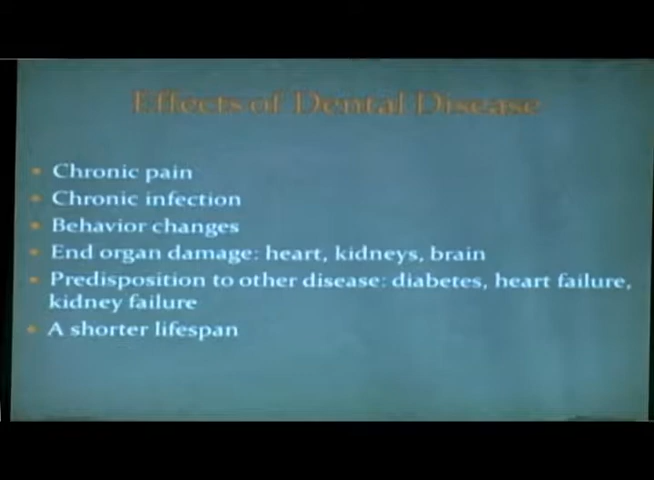 Effects of Dental Disease
• Chronic pain
• Chronic infection
• Behavior changes
• End organ damage: heart, kidneys, brain
• Predisposition to other disease: diabetes, heart failure,
kidney failure
• A shorter lifespan